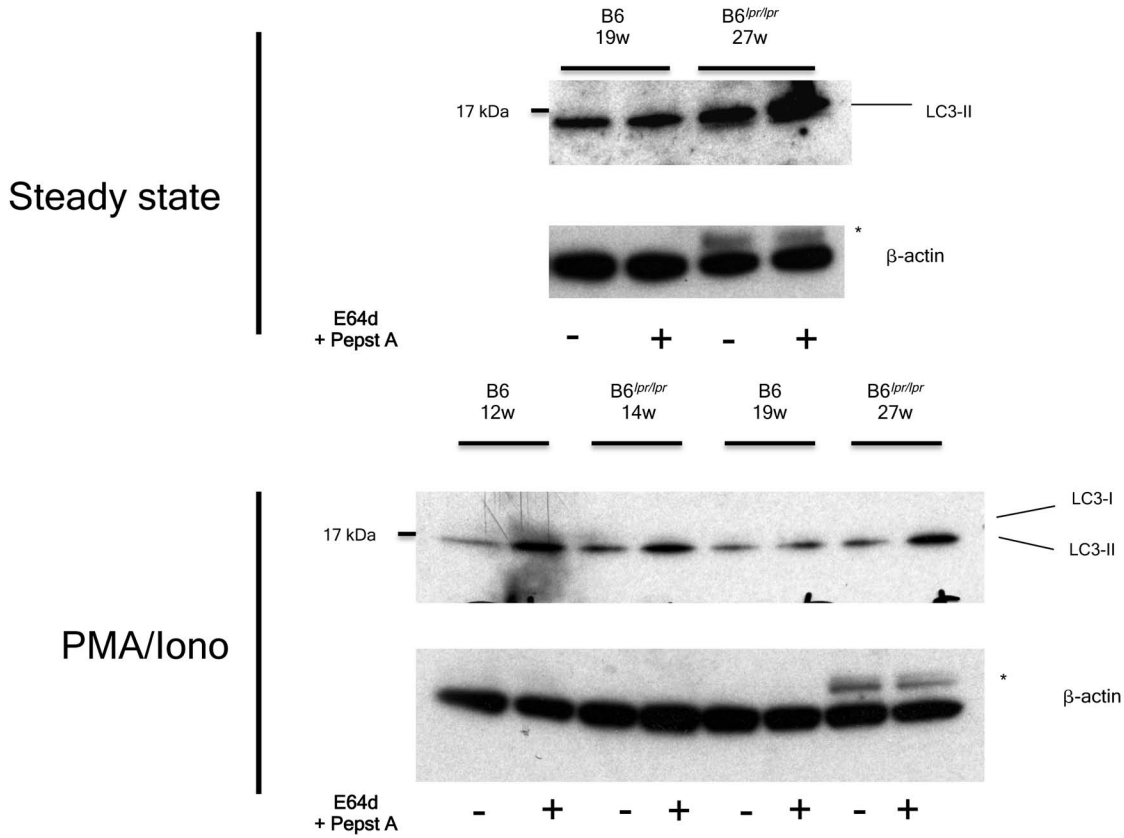 B6 B6lpr/lpr
19w 27w
17 kDa LC3-II
Steady state
*
β-actin
E64d
+ Pepst A - + - +
B6 B6lpr/lpr B6 B6lpr/lpr
12w 14w 19w 27w
LC3-I
17 kDa
LC3-II
PMA/Iono
*
β-actin
E64d
+ Pepst A - + - + - + - +